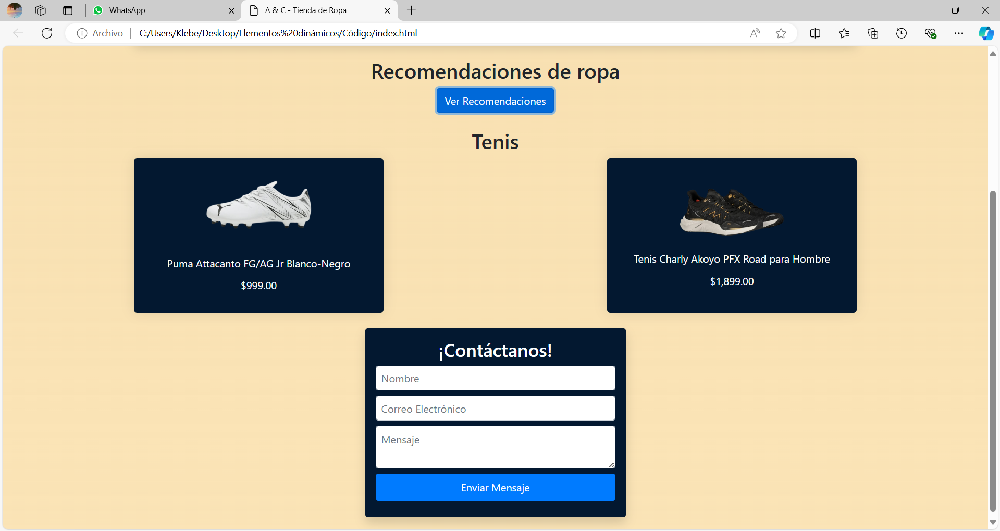 WhatsApp
A & C - Tienda de Ropa
Archivo
C:/Users/Klebe/Desktop/Elementos%20dinámicos/Código/index.html
Recomendaciones de ropa
Ver Recomendaciones
Tenis
Puma Attacanto FG/AG Jr Blanco-Negro
$999.00
Tenis Charly Akoyo PFX Road para Hombre
$1,899.00
¡Contáctanos!
Nombre
Correo Electrónico
Mensaje
Enviar Mensaje